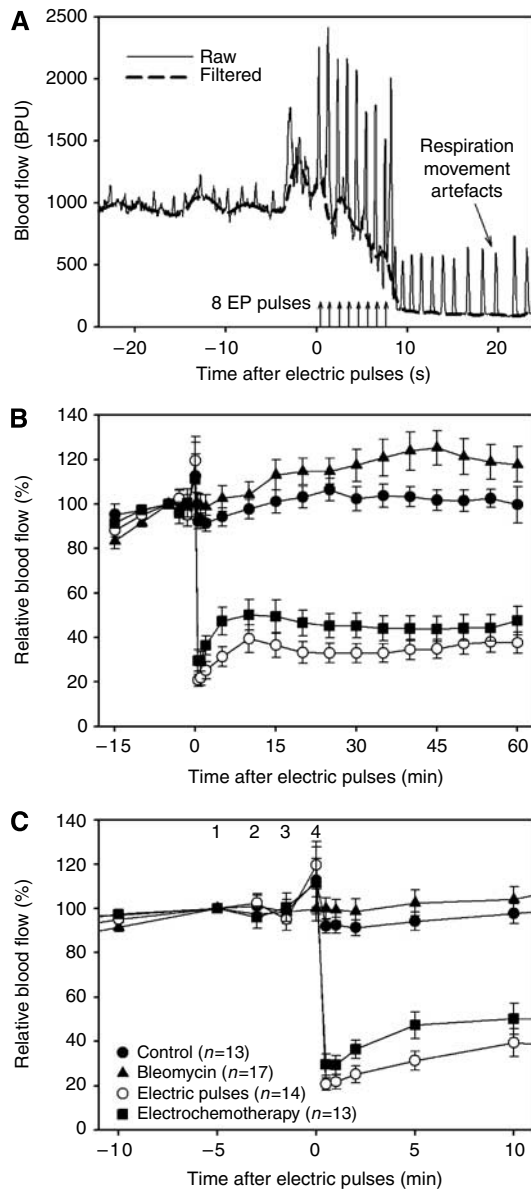 A
2500
2000
1500
1000
500
0
Blood flow (BPU)
Raw
Filtered
Respiration
movement
artefacts
8 EP pulses
−20
−10
0
10
20
Time after electric pulses (s)
B
140
120
100
80
60
40
20
0
Relative blood flow (%)
−15
0
15
30
45
60
Time after electric pulses (min)
C
140
120
100
80
60
40
20
0
Relative blood flow (%)
1
2
3
4
Control (n=13)
Bleomycin (n=17)
Electric pulses (n=14)
Electrochemotherapy (n=13)
−10
−5
0
5
10
Time after electric pulses (min)